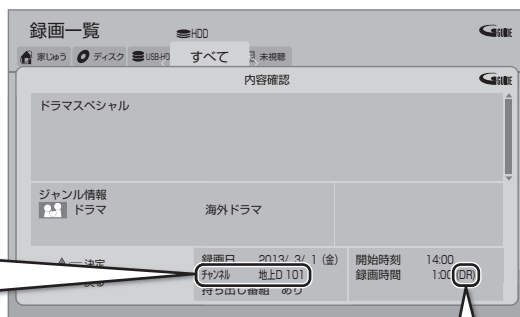 録画一覧 HDD GGUIDE
家じゅう ディスク USB-HD すべて 未視聴
内容確認 GGUIDE
ドラマスペシャル
ジャンル情報
ドラマ 海外ドラマ
決定 録画日 2013/ 3/ 1 (金) 開始時刻 14:00
戻る チャンネル 地上D 101 録画時間 1:00 (DR)
持ち出し番組 あり